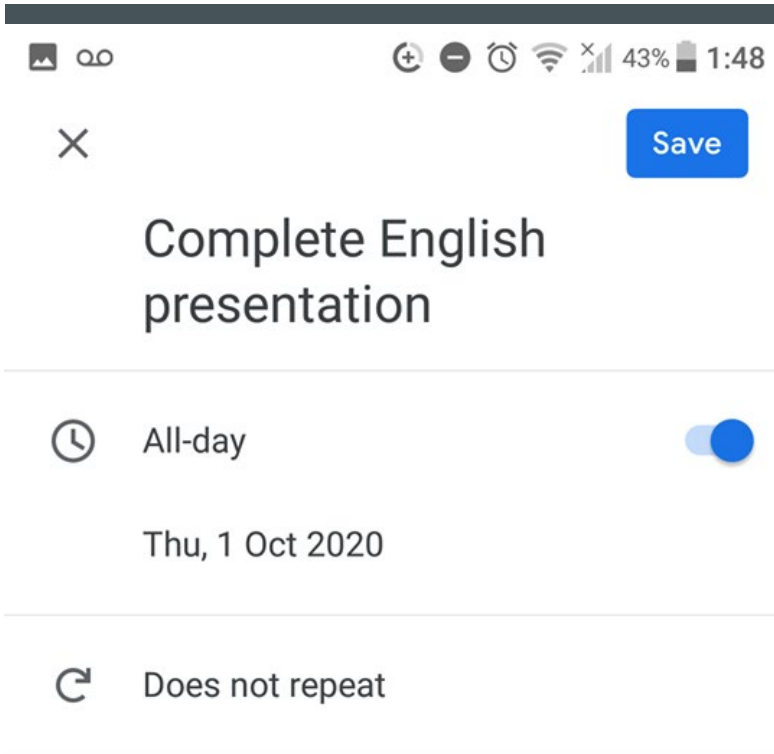 43% 1:48
Save
Complete English
presentation
All-day
Thu, 1 Oct 2020
Does not repeat